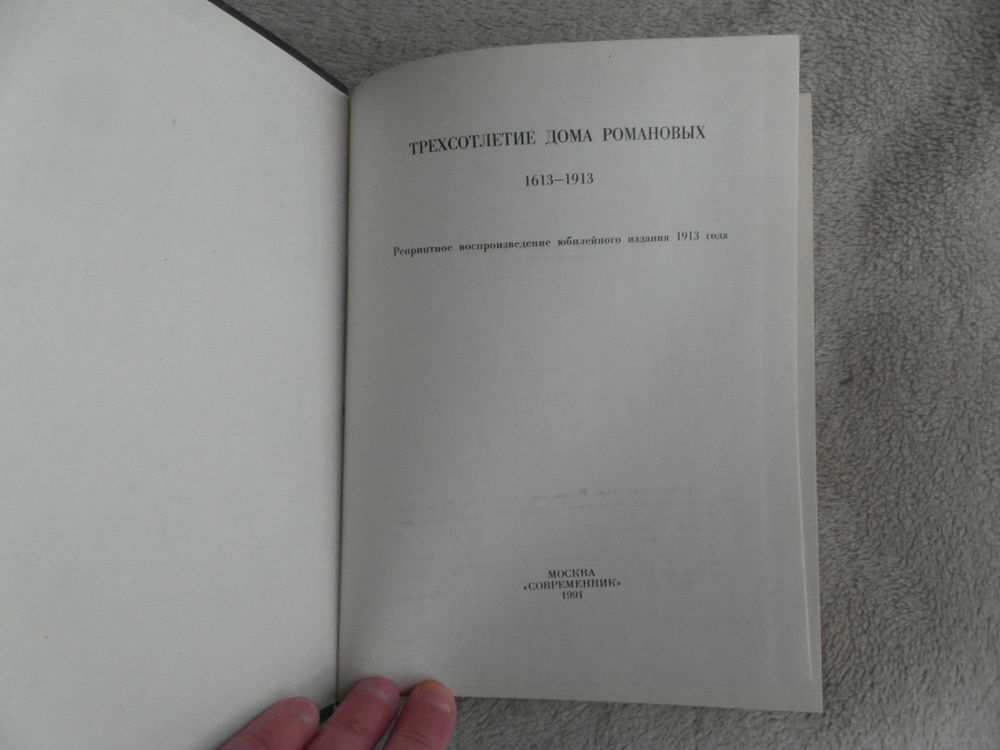 ТРЕХСОТЛЕТИЕ ДОМА РОМАНОВЫХ
1613—1913
Репринтное воспроизведение юбилейного издания 1913 года
МОСКВА
«СОВРЕМЕННИК»
1991